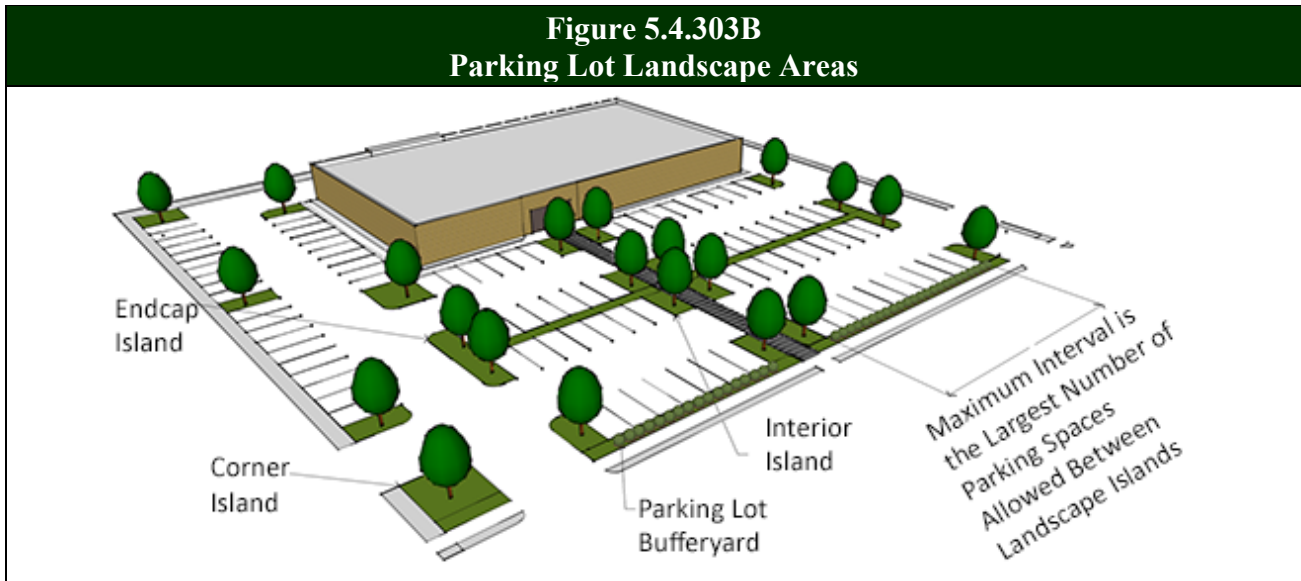 Figure 5.4.303B
Parking Lot Landscape Areas
Endcap
Island
Corner
Island
Parking Lot
Bufferyard
Interior
Island
Maximum Interval is
the Largest Number of
Parking Spaces
Allowed Between
Landscape Islands